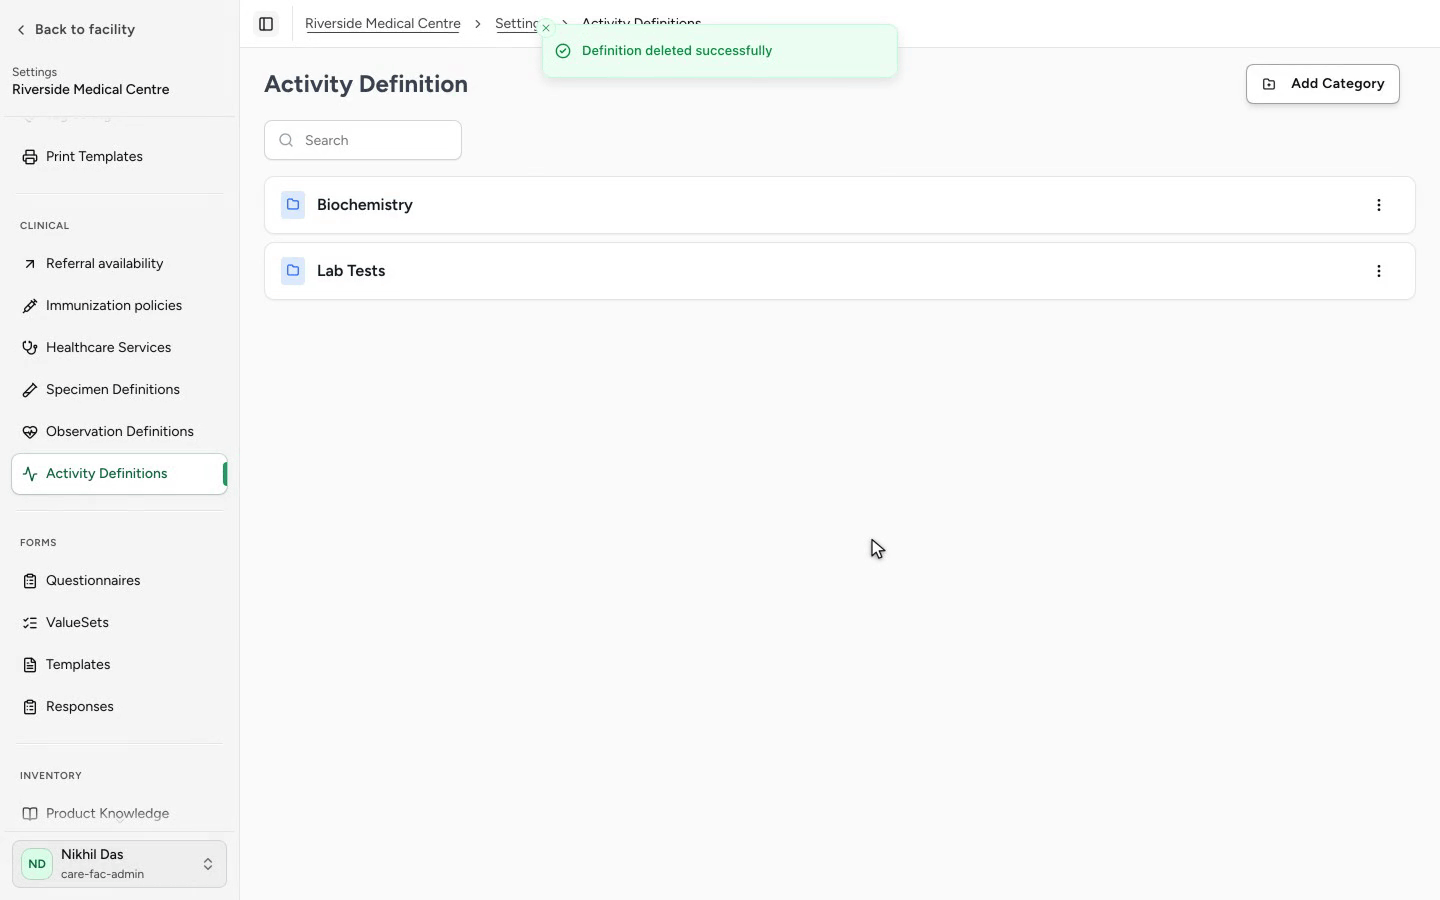 Back to facility
Settings
Riverside Medical Centre
Print Templates
CLINICAL
Referral availability
Immunization policies
Healthcare Services
Specimen Definitions
Observation Definitions
Activity Definitions
FORMS
Questionnaires
ValueSets
Templates
Responses
INVENTORY
Product Knowledge
ND
Nikhil Das
care-fac-admin
Riverside Medical Centre
Activity Definitions
Definition deleted successfully
Activity Definition
Add Category
Search
Biochemistry
Lab Tests